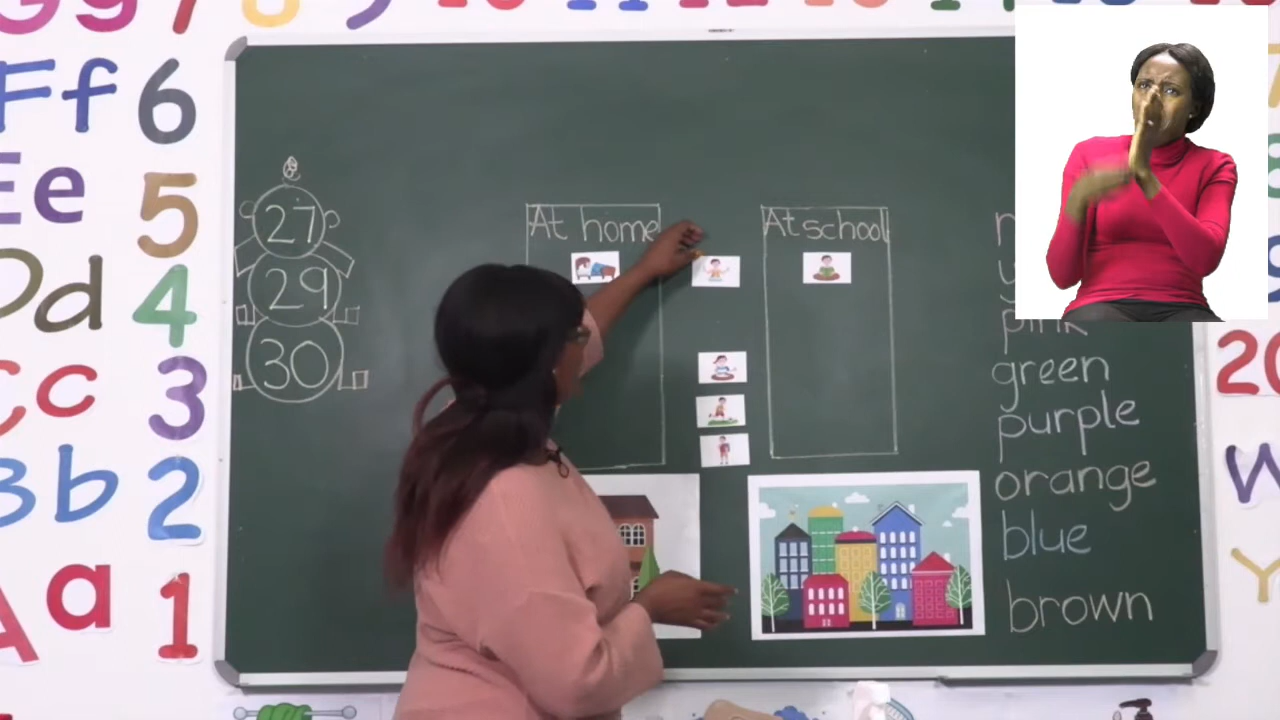 Ff 6
Ee 5
Dd 4
Cc 3
Bb 2
Aa 1
27
29
30
At home
At school
pink
green
purple
orange
blue
brown
20